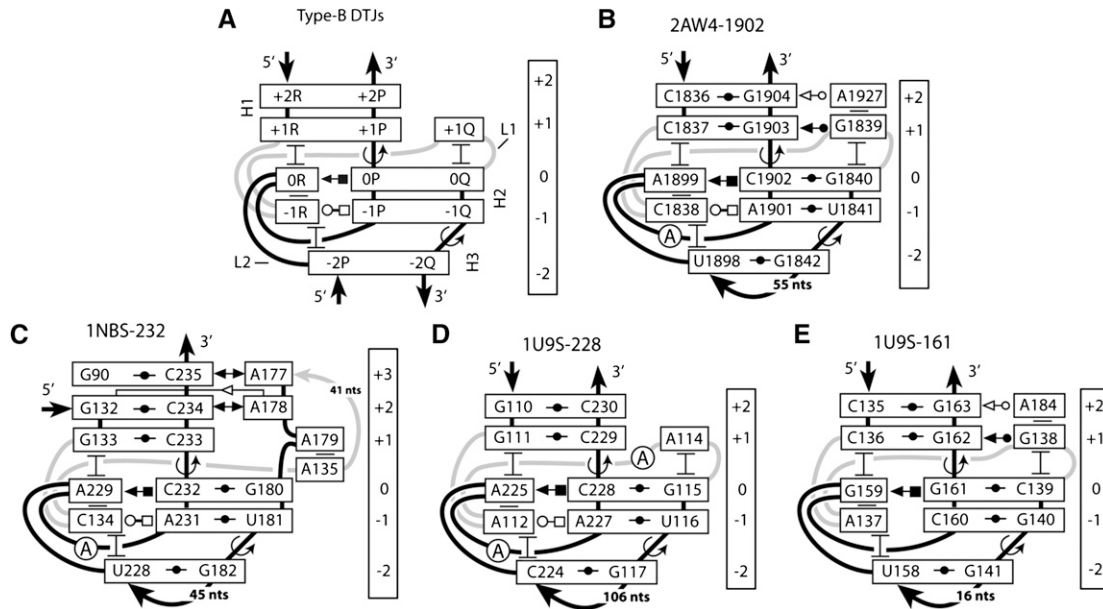 A
Type-B DTJs
5' 3'
H1
+2R +2P
+1R +1P +1Q
L1
0R 0P 0Q
H2
-1R -1P -1Q
L2
-2P -2Q
H3
5' 3'
+2
+1
0
-1
-2
B
2AW4-1902
5' 3'
C1836 G1904 A1927
C1837 G1903 G1839
A1899 C1902 G1840
C1838 A1901 U1841
A
U1898 G1842
55 nts
+2
+1
0
-1
-2
C
1NBS-232
3'
G90 C235 A177
41 nts
5'
G132 C234 A178
G133 C233 A179
A135
A229 C232 G180
C134 A231 U181
A
U228 G182
45 nts
+3
+2
+1
0
-1
-2
D
1U9S-228
5' 3'
G110 C230
G111 C229 A114
A
A225 C228 G115
A112 A227 U116
A
C224 G117
106 nts
+2
+1
0
-1
-2
E
1U9S-161
5' 3'
C135 G163 A184
C136 G162 G138
G159 G161 C139
A137 C160 G140
U158 G141
16 nts
+2
+1
0
-1
-2